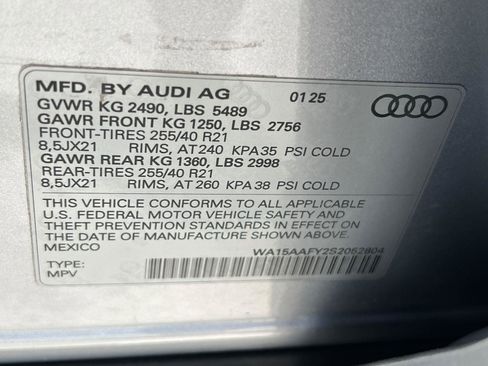 MFD. BY AUDI AG 01 25
GVWR KG 2490, LBS 5489
GAWR FRONT KG 1250, LBS 2756
FRONT-TIRES 255/40 R21
8,5JX21 RIMS, AT 240 KPA 35 PSI COLD
GAWR REAR KG 1360, LBS 2998
REAR-TIRES 255/40 R21
8,5JX21 RIMS, AT 260 KPA 38 PSI COLD
THIS VEHICLE CONFORMS TO ALL APPLICABLE
U.S. FEDERAL MOTOR VEHICLE SAFETY AND
THEFT PREVENTION STANDARDS IN EFFECT
ON THE DATE OF MANUFACTURE SHOWN ABOVE
MEXICO
WA15AAFY2S2052804
TYPE:
MPV